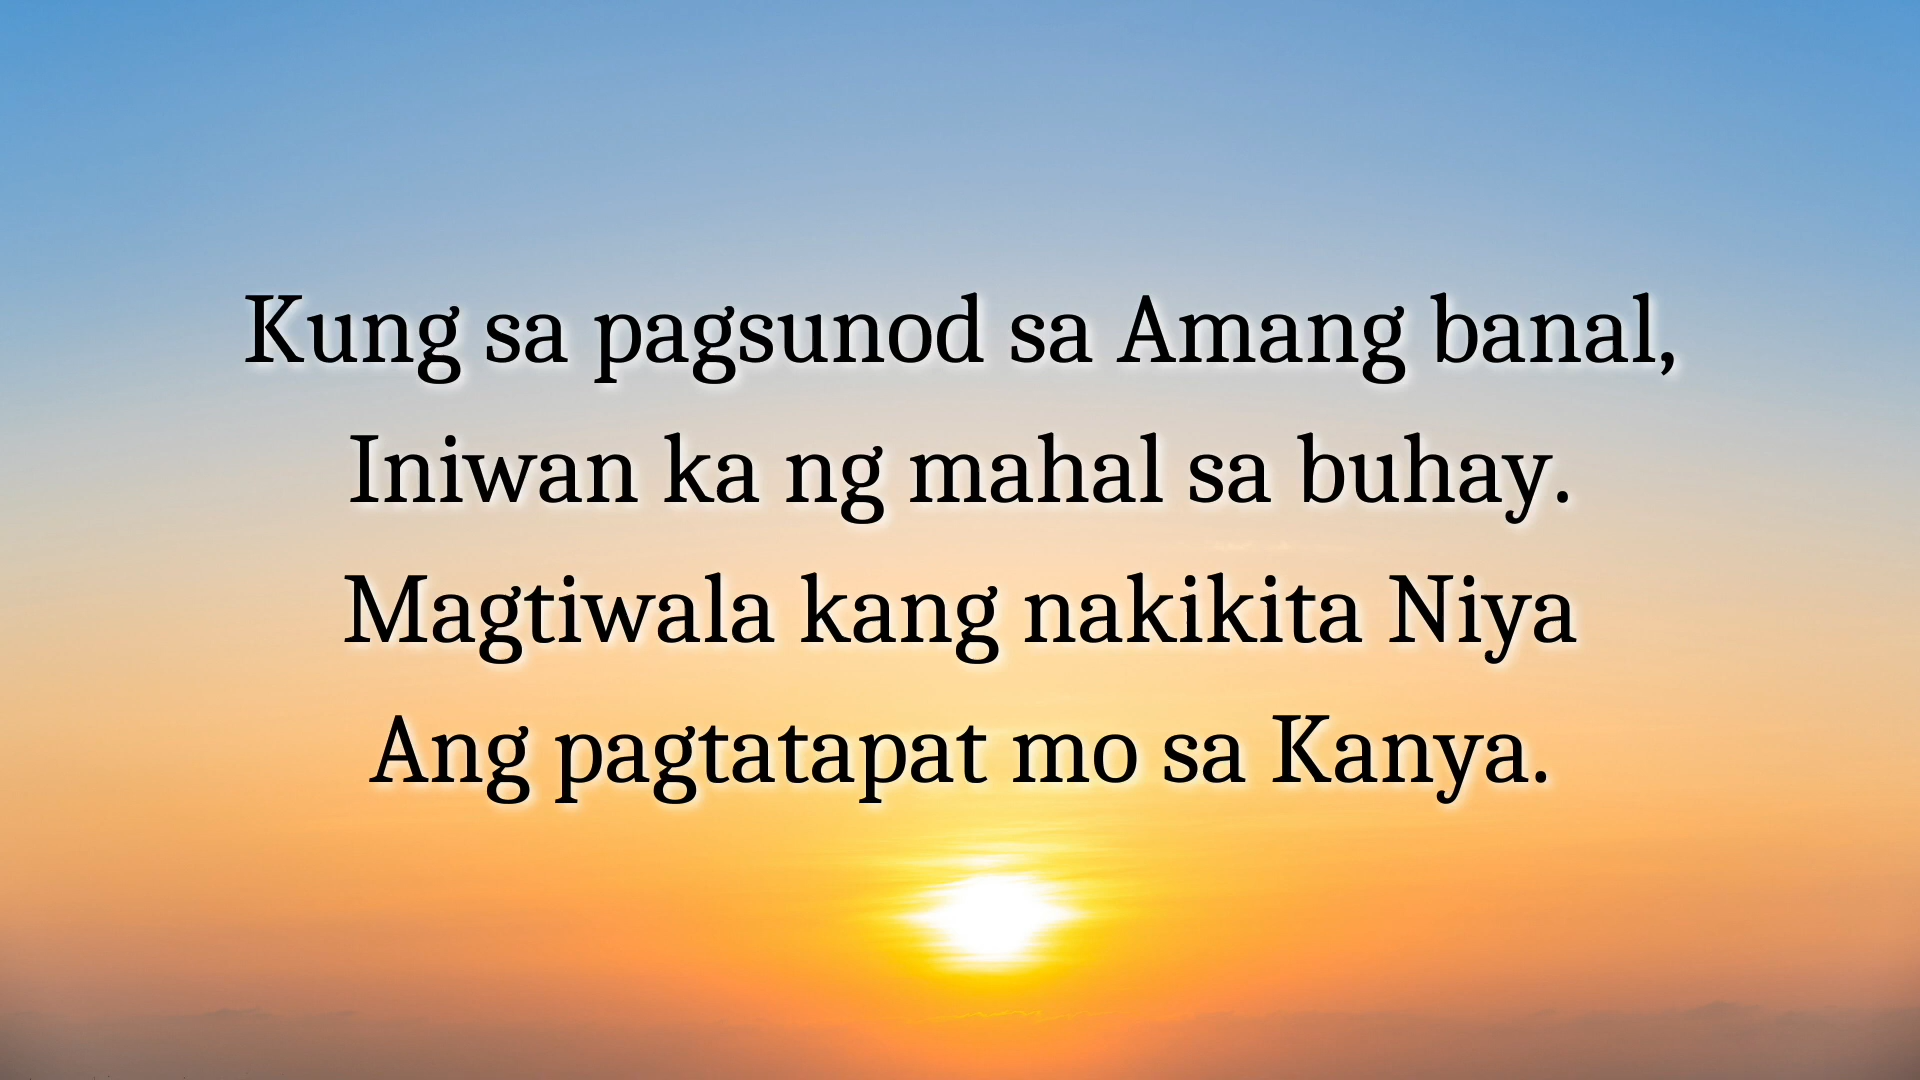 Kung sa pagsunod sa Amang banal,
Iniwan ka ng mahal sa buhay.
Magtiwala kang nakikita Niya
Ang pagtatapat mo sa Kanya.